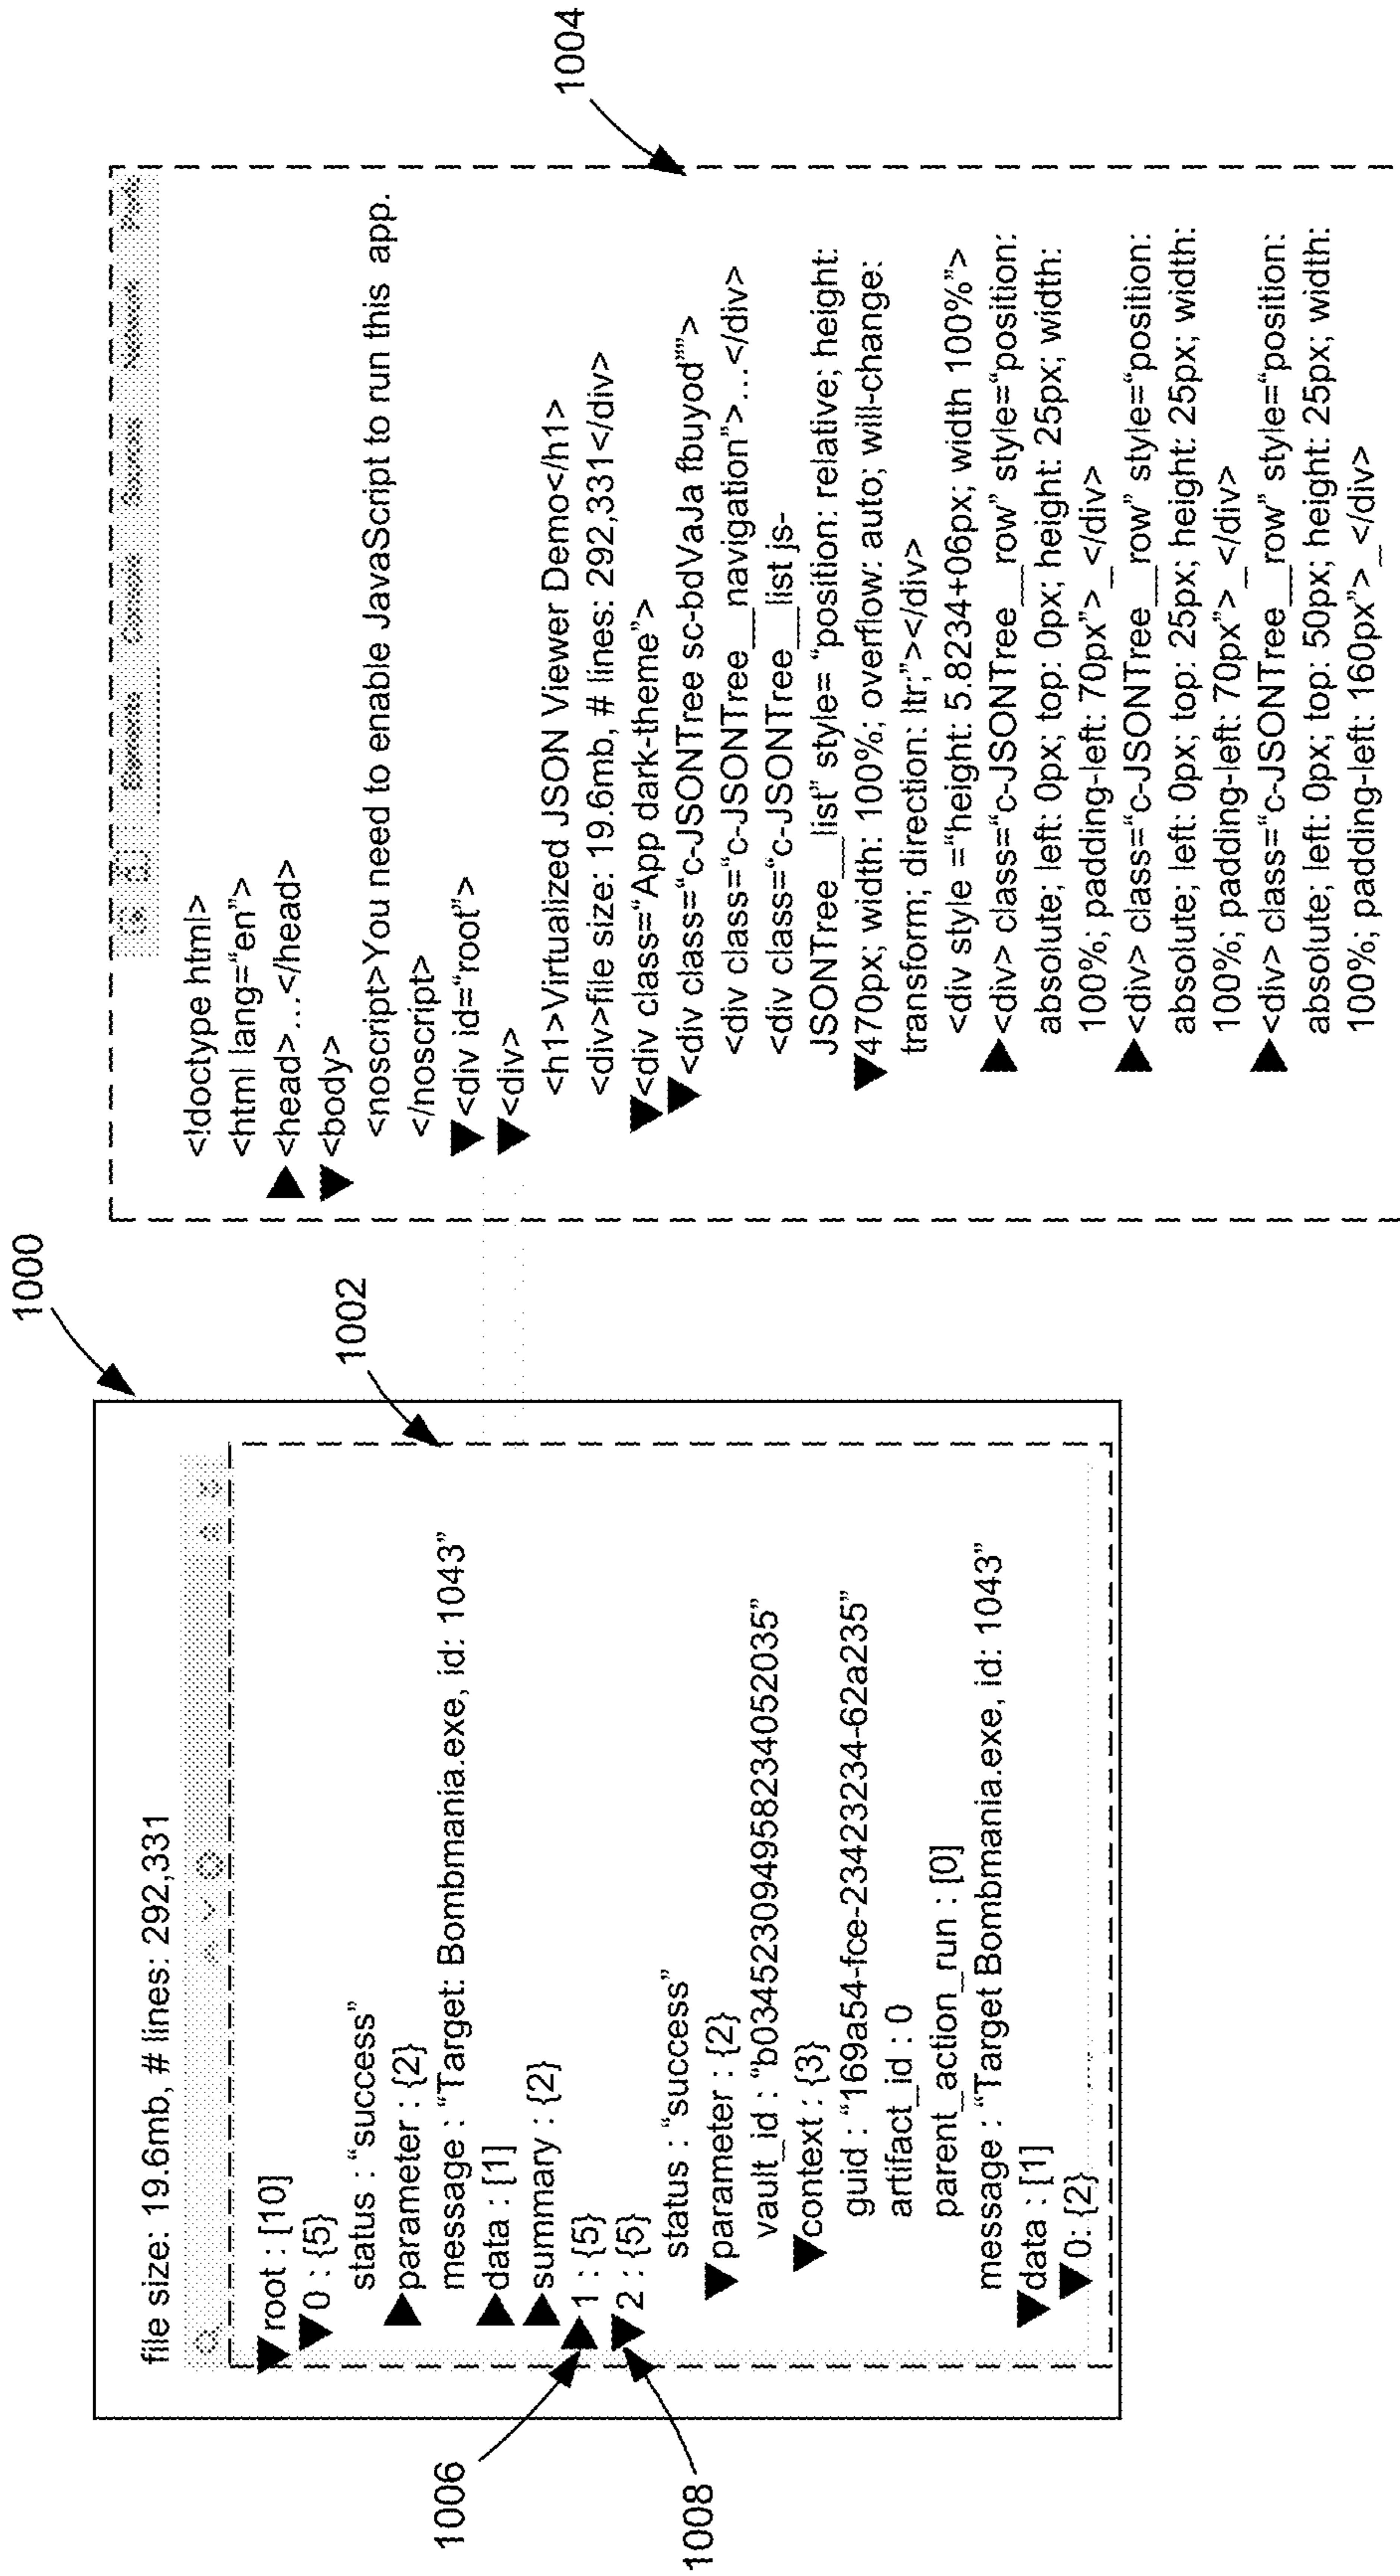 1000
file size: 19.6mb, # lines: 292,331
1002
root : [10]
0 : {5}
status : “success”
parameter : {2}
message : “Target: Bombmania.exe, id: 1043”
data : [1]
summary : {2}
1 : {5}
2 : {5}
status : “success”
parameter : {2}
vault_id : “b03452309495823405​2035”
context : {3}
guid : “169a54-fce-23423234-62a235”
artifact_id : 0
parent_action_run : [0]
message : “Target Bombmania.exe, id: 1043”
data : [1]
0: {2}
1006
1008
1004
<!doctype html>
<html lang=“en”>
<head>...</head>
<body>
<noscript>You need to enable JavaScript to run this app.
</noscript>
<div id=“root”>
<div>
<h1>Virtualized JSON Viewer Demo</h1>
<div>file size: 19.6mb, # lines: 292,331</div>
<div class=“App dark-theme”>
<div class=“c-JSONTree sc-bdVaJa fbuyod””>
<div class=“c-JSONTree__navigation”>...</div>
<div class=“c-JSONTree__list js-
JSONTree__list” style= “position: relative; height:
470px; width: 100%; overflow: auto; will-change:
transform; direction: ltr;”></div>
<div style =“height: 5.8234+06px; width 100%”>
<div> class=“c-JSONTree__row” style=“position:
absolute; left: 0px; top: 0px; height: 25px; width:
100%; padding-left: 70px”>_</div>
<div> class=“c-JSONTree__row” style=“position:
absolute; left: 0px; top: 25px; height: 25px; width:
100%; padding-left: 70px”>_</div>
<div> class=“c-JSONTree__row” style=“position:
absolute; left: 0px; top: 50px; height: 25px; width:
100%; padding-left: 160px”>_</div>